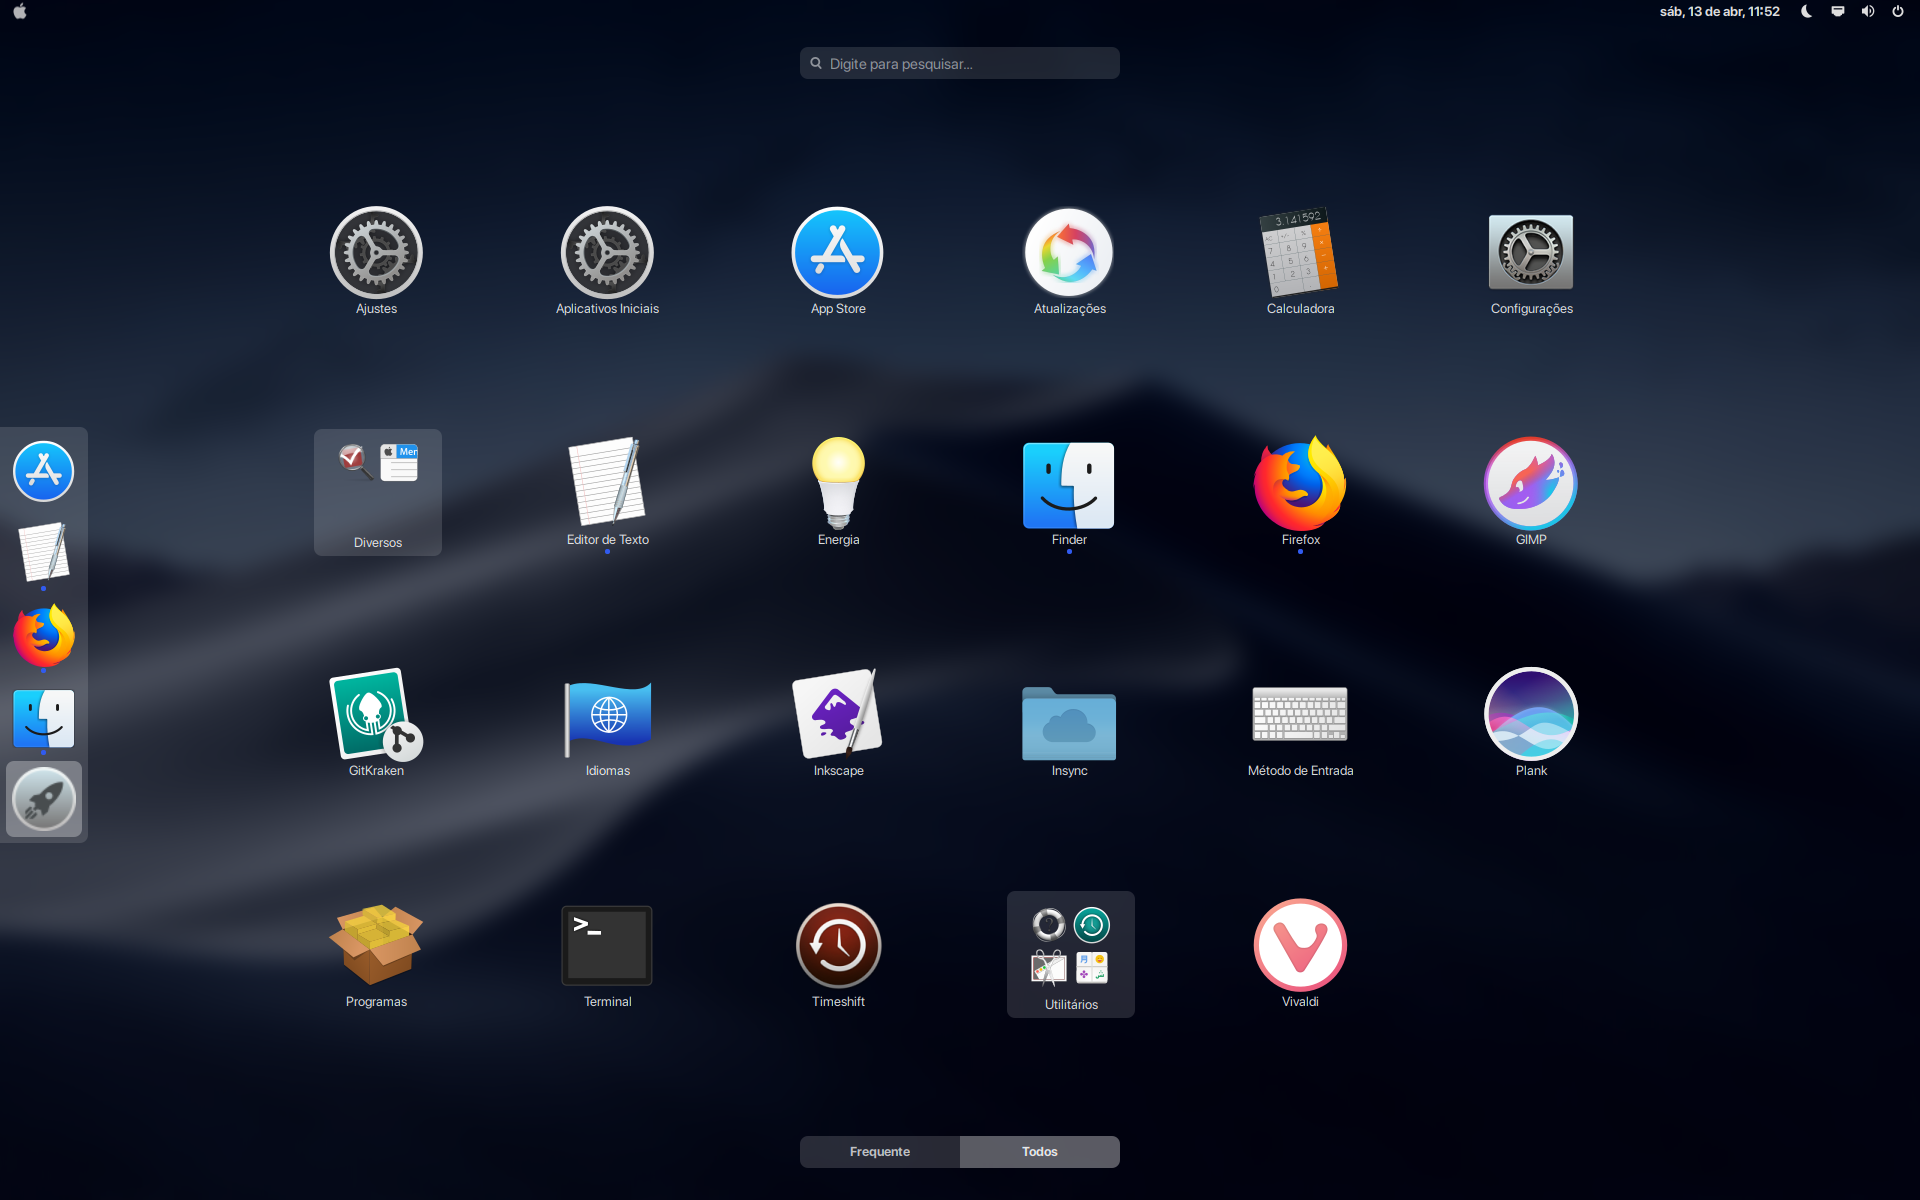 sáb, 13 de abr, 11:52
Digite para pesquisar...
3.141592
Ajustes
Aplicativos Iniciais
App Store
Atualizações
Calculadora
Configurações
Men
Diversos
Editor de Texto
Energia
Finder
Firefox
GIMP
GitKraken
Idiomas
Inkscape
Insync
Método de Entrada
Plank
>_
Programas
Terminal
Timeshift
Utilitários
Vivaldi
Frequente
Todos